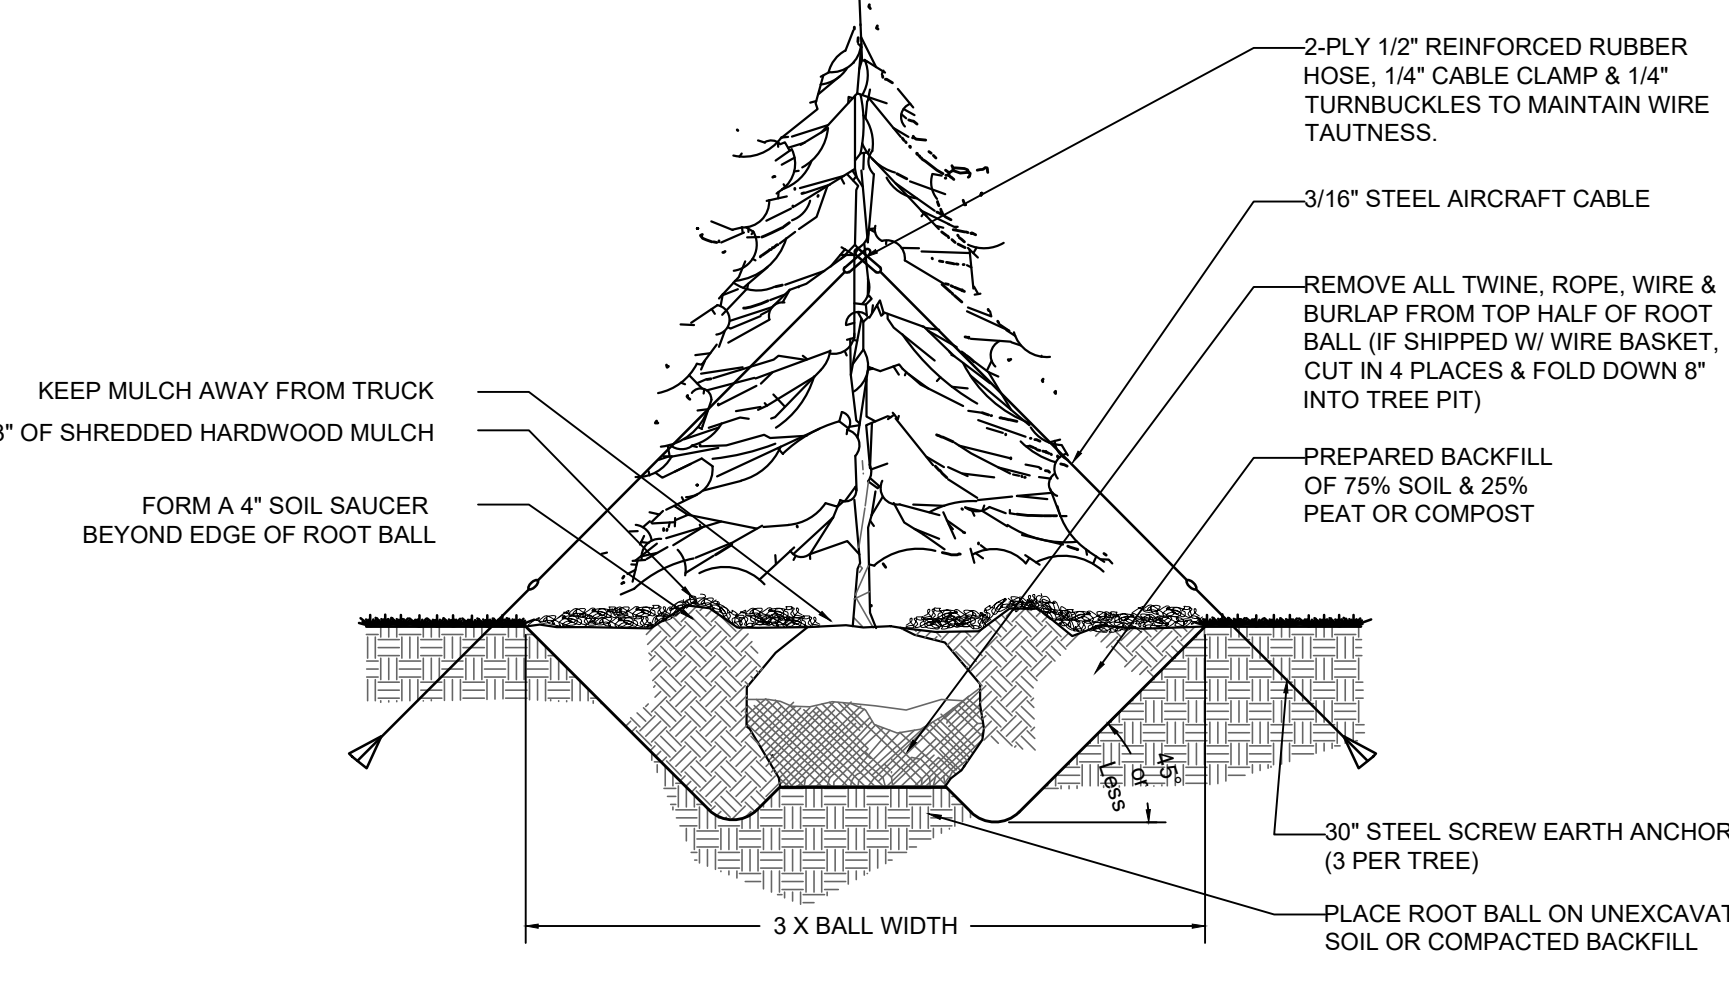 2-PLY 1/2" REINFORCED RUBBER
HOSE, 1/4" CABLE CLAMP & 1/4"
TURNBUCKLES TO MAINTAIN WIRE
TAUTNESS.
3/16" STEEL AIRCRAFT CABLE
REMOVE ALL TWINE, ROPE, WIRE &
BURLAP FROM TOP HALF OF ROOT
BALL (IF SHIPPED W/ WIRE BASKET,
CUT IN 4 PLACES & FOLD DOWN 8"
INTO TREE PIT)
KEEP MULCH AWAY FROM TRUCK
3" OF SHREDDED HARDWOOD MULCH
PREPARED BACKFILL
OF 75% SOIL & 25%
PEAT OR COMPOST
FORM A 4" SOIL SAUCER
BEYOND EDGE OF ROOT BALL
45°
or
Less
30" STEEL SCREW EARTH ANCHOR
(3 PER TREE)
PLACE ROOT BALL ON UNEXCAVAT
SOIL OR COMPACTED BACKFILL
3 X BALL WIDTH